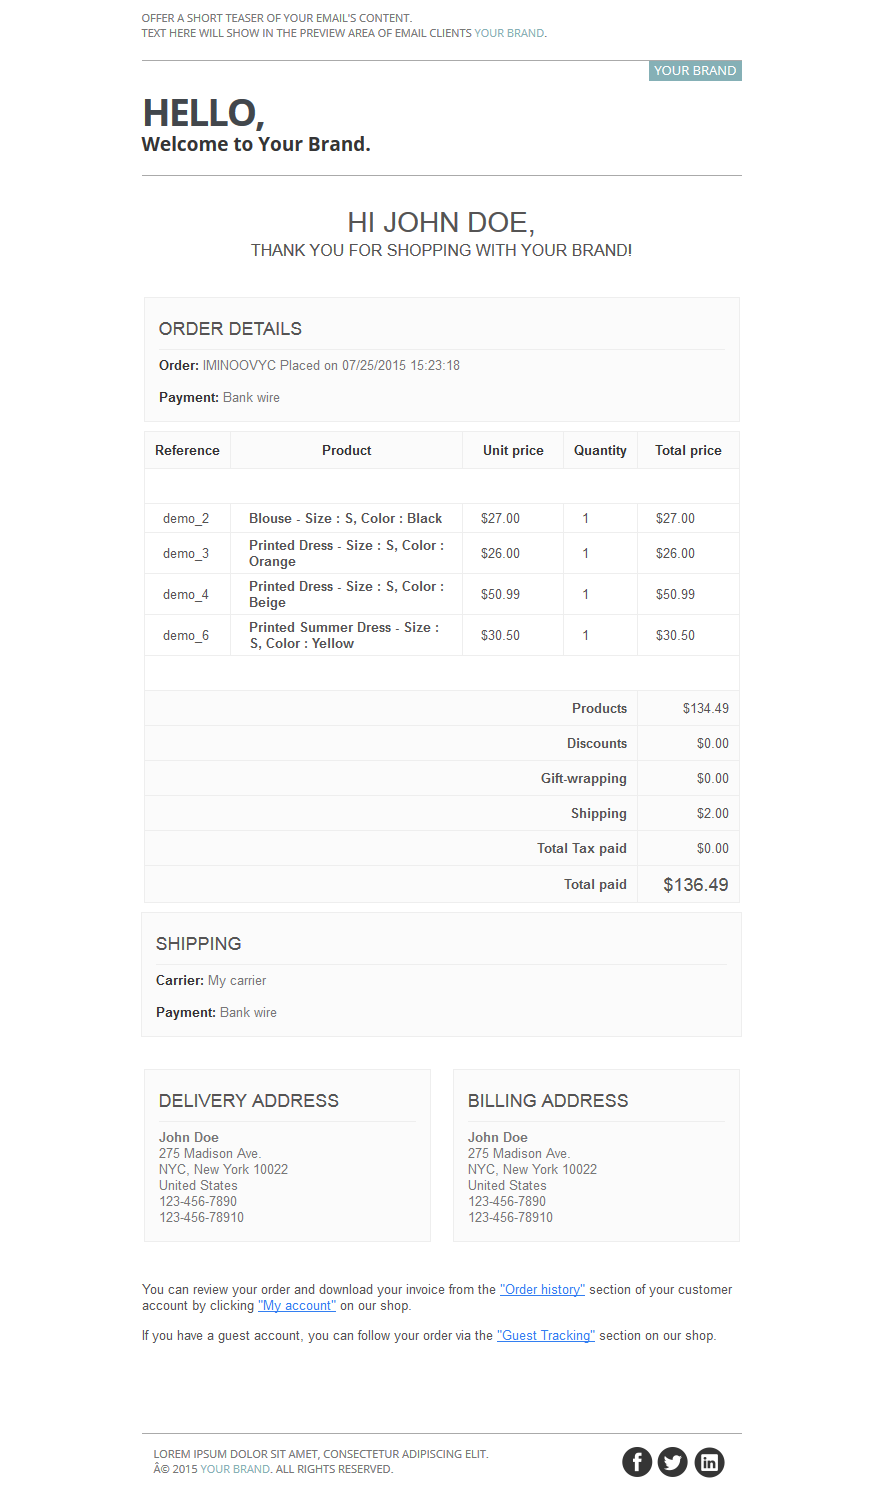 OFFER A SHORT TEASER OF YOUR EMAIL'S CONTENT.
TEXT HERE WILL SHOW IN THE PREVIEW AREA OF EMAIL CLIENTS YOUR BRAND.
YOUR BRAND
HELLO,
Welcome to Your Brand.
HI JOHN DOE,
THANK YOU FOR SHOPPING WITH YOUR BRAND!
ORDER DETAILS
Order: IMINOOVYC Placed on 07/25/2015 15:23:18
Payment: Bank wire
Reference Product Unit price Quantity Total price
demo_2 Blouse - Size : S, Color : Black $27.00 1 $27.00
demo_3 Printed Dress - Size : S, Color : Orange $26.00 1 $26.00
demo_4 Printed Dress - Size : S, Color : Beige $50.99 1 $50.99
demo_6 Printed Summer Dress - Size : S, Color : Yellow $30.50 1 $30.50
Products $134.49
Discounts $0.00
Gift-wrapping $0.00
Shipping $2.00
Total Tax paid $0.00
Total paid $136.49
SHIPPING
Carrier: My carrier
Payment: Bank wire
DELIVERY ADDRESS
John Doe
275 Madison Ave.
NYC, New York 10022
United States
123-456-7890
123-456-78910
BILLING ADDRESS
John Doe
275 Madison Ave.
NYC, New York 10022
United States
123-456-7890
123-456-78910
You can review your order and download your invoice from the "Order history" section of your customer
account by clicking "My account" on our shop.
If you have a guest account, you can follow your order via the "Guest Tracking" section on our shop.
LOREM IPSUM DOLOR SIT AMET, CONSECTETUR ADIPISCING ELIT.
Â© 2015 YOUR BRAND. ALL RIGHTS RESERVED.